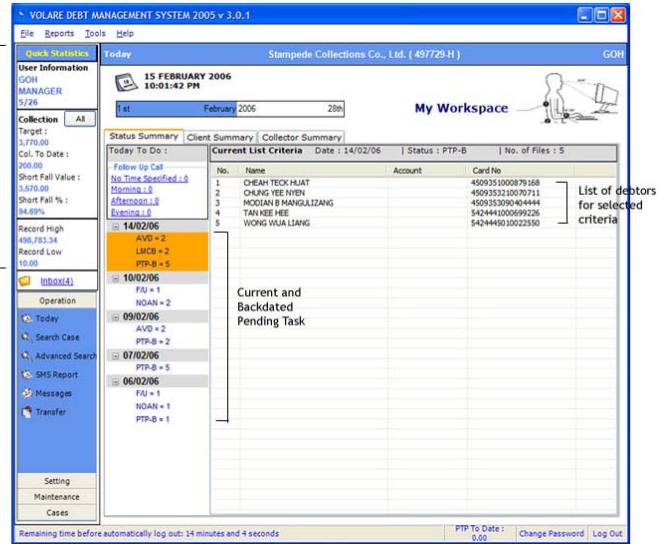 VOLARE DEBT MANAGEMENT SYSTEM 2005 v 3.0.1
File Reports Tools Help
Quick Statistics
User Information
GOH
MANAGER
5/26
Collection All
Target :
3,770.00
Col. To Date :
200.00
Short Fall Value :
3,570.00
Short Fall % :
94.69%
Record High
498,783.34
Record Low
10.00
Inbox(4)
Operation
Today
Search Case
Advanced Search
SMS Report
Messages
Transfer
Setting
Maintenance
Cases
Today Stampede Collections Co., Ltd. ( 497729-H ) GOH
15 FEBRUARY 2006
10:01:42 PM
1 st February 2006 28th
My Workspace
Status Summary Client Summary Collector Summary
Today To Do :
Follow Up Call
No Time Specified : 0
Morning : 0
Afternoon : 0
Evening : 0
14/02/06
AVD = 2
LMCB = 2
PTP-B = 5
10/02/06
F/U = 1
NOAN = 2
09/02/06
AVD = 2
PTP-B = 2
07/02/06
PTP-B = 5
06/02/06
F/U = 1
NOAN = 1
PTP-B = 1
Current List Criteria Date : 14/02/06 | Status : PTP-B | No. of Files : 5
No. Name Account Card No
1 CHEAH TECK HUAT 4509351000879168
2 CHUNG YEE NYEN 4509353210070711
3 MODIAN B MANGULIZANG 4509353090404444
4 TAN KEE HEE 5424441000699226
5 WONG WUA LIANG 5424445010022550
List of debtors
for selected
criteria
Current and
Backdated
Pending Task
Remaining time before automatically log out: 14 minutes and 4 seconds
PTP To Date :
0.00
Change Password Log Out